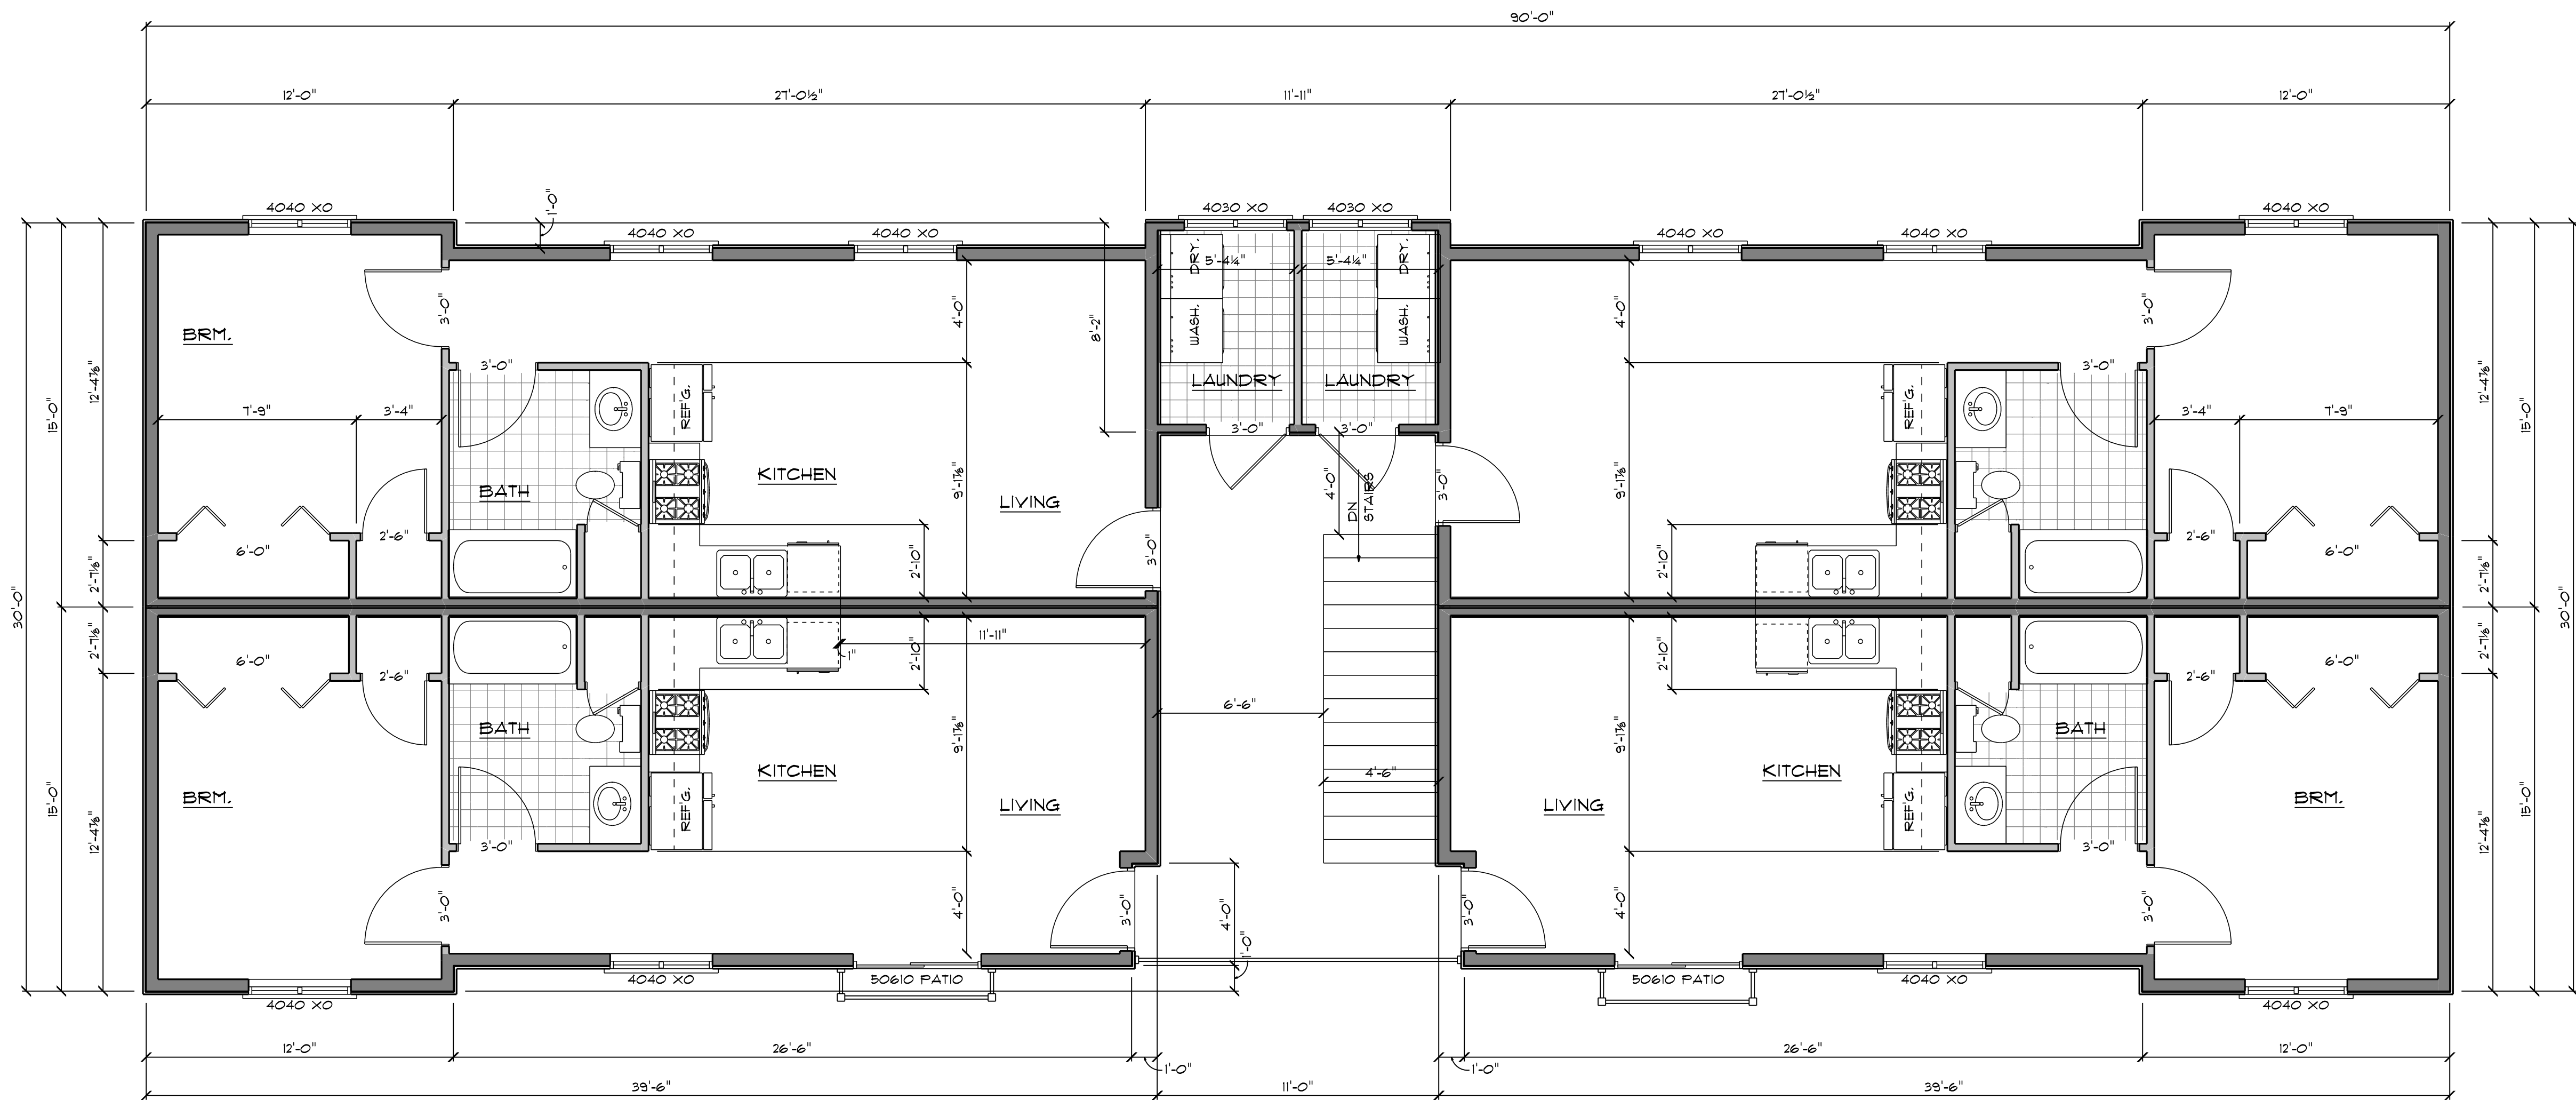 90'-0"
12'-0" 27'-0½" 11'-11" 27'-0½" 12'-0"
1'-0"
4040 XO 4030 XO 4030 XO 4040 XO
4040 XO 4040 XO 4040 XO 4040 XO
DRY. DRY.
5'-4¼" 5'-4¼"
3'-0" 4'-0" 8'-2" WASH. WASH. 4'-0" 3'-0"
BRM.
3'-0" LAUNDRY LAUNDRY 3'-0"
30'-0" 15'-0" 12'-4⅞" 12'-4⅞" 15'-0" 30'-0"
7'-9" 3'-4" REF'G. REF'G. 3'-4" 7'-9"
3'-0" 3'-0"
KITCHEN
BATH 9'-1⅛" 4'-0" 3'-0" 9'-1⅛"
LIVING
DN
STAIRS
6'-0" 2'-6" 3'-0" 2'-6" 6'-0"
2'-7⅛" 2'-10" 2'-10" 2'-7⅛"
11'-11"
1"
2'-7⅛" 2'-10" 2'-10" 2'-7⅛"
6'-0" 2'-6" 2'-6" 6'-0"
6'-6"
BATH 9'-1⅛" 9'-1⅛" BATH
KITCHEN 4'-6" KITCHEN
BRM. REF'G. LIVING LIVING REF'G. BRM.
15'-0" 12'-4⅞" 12'-4⅞" 15'-0"
3'-0" 3'-0"
3'-0" 4'-0" 3'-0" 4'-0" 3'-0" 4'-0" 3'-0"
1'-0"
4040 XO 50610 PATIO 50610 PATIO 4040 XO
4040 XO 4040 XO
12'-0" 26'-6" 26'-6" 12'-0"
1'-0" 1'-0"
39'-6" 11'-0" 39'-6"